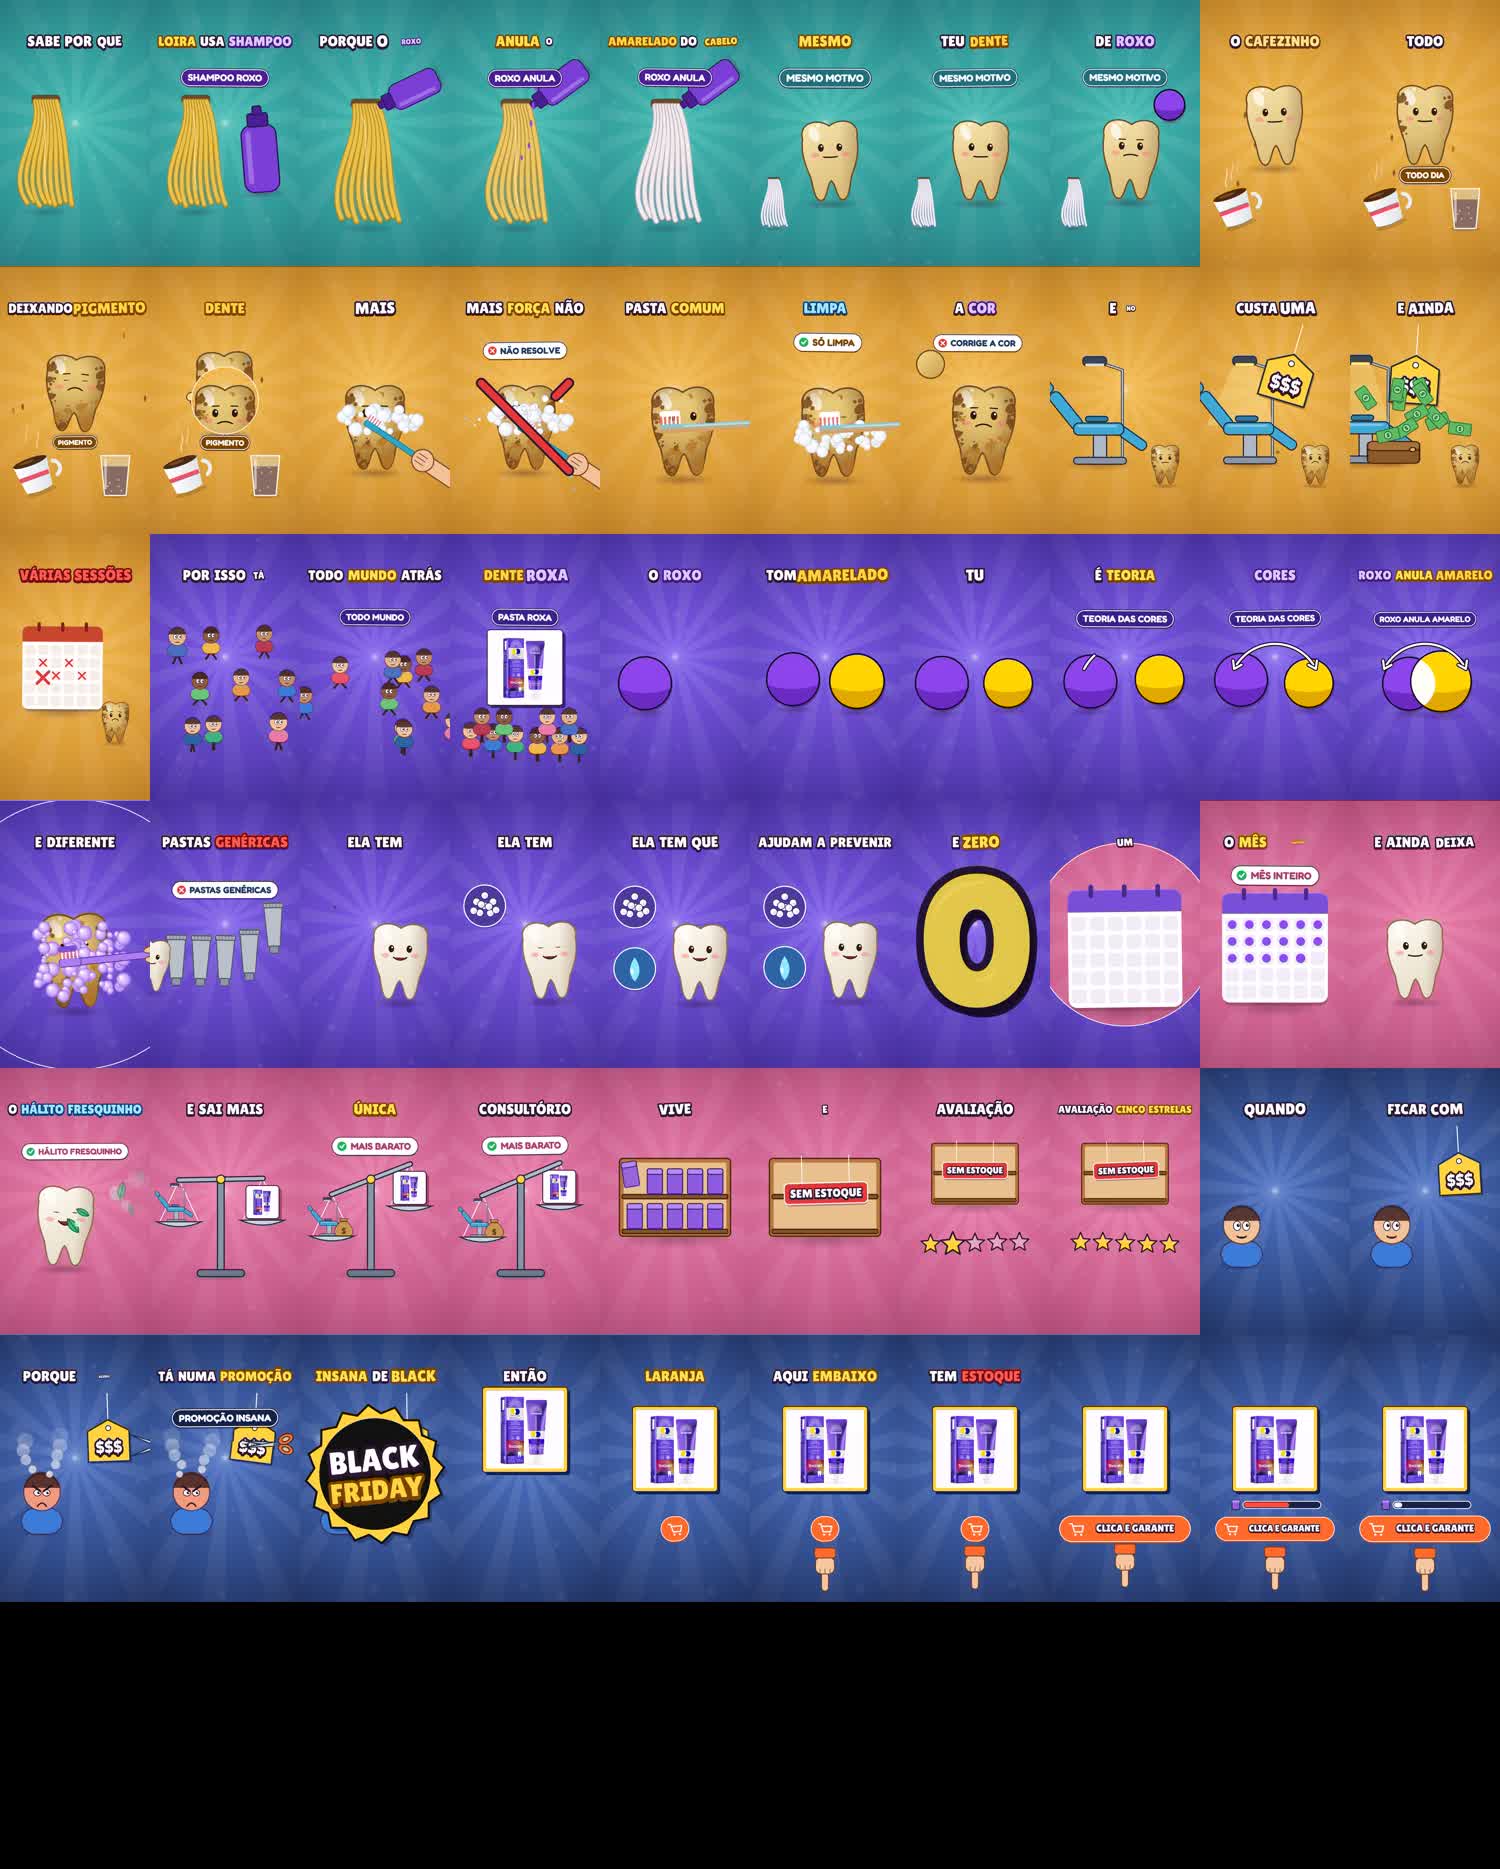 SABE POR QUE
LOIRA USA SHAMPOO
SHAMPOO ROXO
PORQUE O ROXO
ANULA O
ROXO ANULA
AMARELADO DO CABELO
ROXO ANULA
MESMO
MESMO MOTIVO
TEU DENTE
MESMO MOTIVO
DE ROXO
MESMO MOTIVO
O CAFEZINHO
TODO
TODO DIA
DEIXANDO PIGMENTO
PIGMENTO
DENTE
PIGMENTO
MAIS
MAIS FORÇA NÃO
NÃO RESOLVE
PASTA COMUM
LIMPA
SÓ LIMPA
A COR
CORRIGE A COR
E NO
CUSTA UMA
$$$
E AINDA
VÁRIAS SESSÕES
POR ISSO TÁ
TODO MUNDO ATRÁS
TODO MUNDO
DENTE ROXA
PASTA ROXA
O ROXO
TOM AMARELADO
TU
É TEORIA
TEORIA DAS CORES
CORES
TEORIA DAS CORES
ROXO ANULA AMARELO
ROXO ANULA AMARELO
E DIFERENTE
PASTAS GENÉRICAS
PASTAS GENÉRICAS
ELA TEM
ELA TEM
ELA TEM QUE
AJUDAM A PREVENIR
E ZERO
0
UM
O MÊS
MÊS INTEIRO
E AINDA DEIXA
O HÁLITO FRESQUINHO
HÁLITO FRESQUINHO
E SAI MAIS
ÚNICA
MAIS BARATO
$
CONSULTÓRIO
MAIS BARATO
$
VIVE
E
SEM ESTOQUE
AVALIAÇÃO
SEM ESTOQUE
AVALIAÇÃO CINCO ESTRELAS
SEM ESTOQUE
QUANDO
FICAR COM
$$$
PORQUE
$$$
TÁ NUMA PROMOÇÃO
PROMOÇÃO INSANA
$$$
INSANA DE BLACK
BLACK
FRIDAY
ENTÃO
LARANJA
AQUI EMBAIXO
TEM ESTOQUE
CLICA E GARANTE
CLICA E GARANTE
CLICA E GARANTE